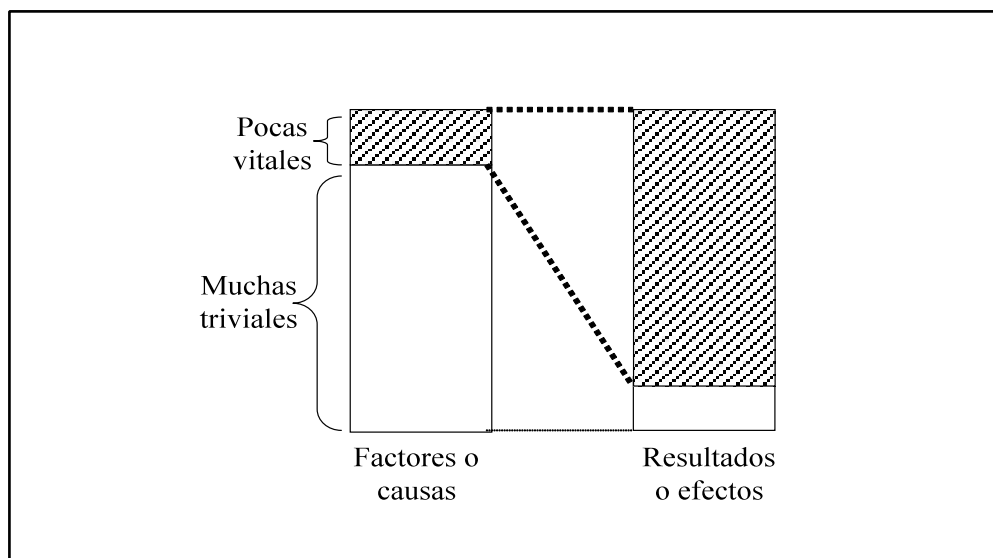 Pocas
vitales
Muchas
triviales
Factores o
causas
Resultados
o efectos